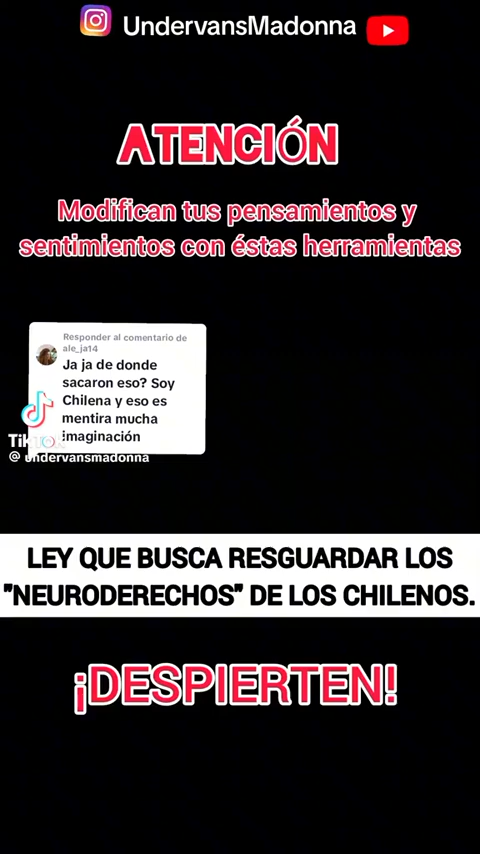 UndervansMadonna
ATENCIÓN
Modifican tus pensamientos y
sentimientos con éstas herramientas
Responder al comentario de
ale_ja14
Ja ja de donde
sacaron eso? Soy
Chilena y eso es
mentira mucha
imaginación
TikTok
@undervansmadonna
LEY QUE BUSCA RESGUARDAR LOS
"NEURODERECHOS" DE LOS CHILENOS.
¡DESPIERTEN!